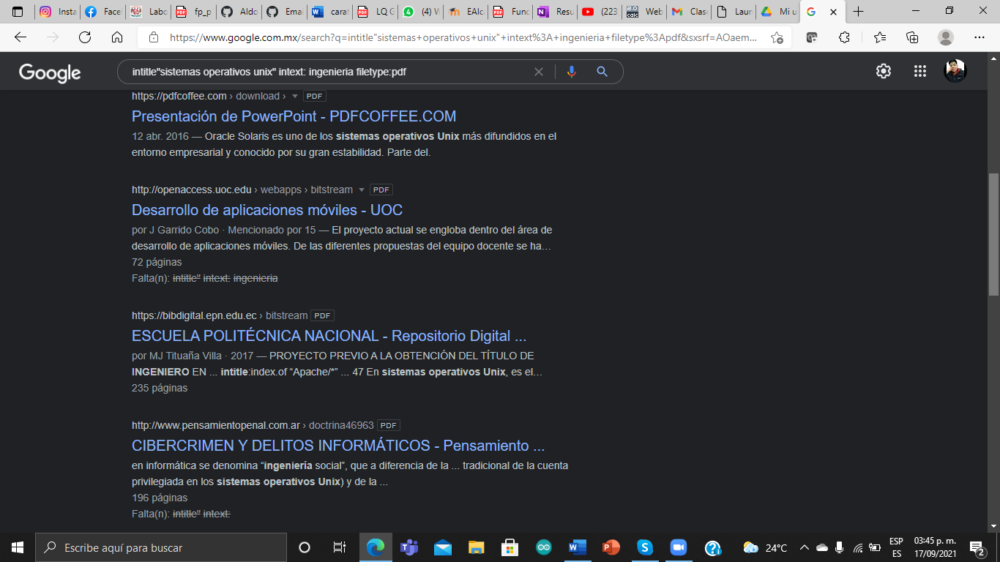 Insta
Face
Labo
fp_p
Aldo
Emai
carat
LQ G
(4) W
EAlc
Func
Resu
(223
Web
Clase
Laun
Mi u
https://www.google.com.mx/search?q=intitle"sistemas+operativos+unix"+intext%3A+ingenieria+filetype%3Apdf&sxsrf=AOaem...
Google
intitle"sistemas operativos unix" intext: ingenieria filetype:pdf
https://pdfcoffee.com › download › PDF
Presentación de PowerPoint - PDFCOFFEE.COM
12 abr. 2016 — Oracle Solaris es uno de los sistemas operativos Unix más difundidos en el
entorno empresarial y conocido por su gran estabilidad. Parte del.
http://openaccess.uoc.edu › webapps › bitstream PDF
Desarrollo de aplicaciones móviles - UOC
por J Garrido Cobo · Mencionado por 15 — El proyecto actual se engloba dentro del área de
desarrollo de aplicaciones móviles. De las diferentes propuestas del equipo docente se ha…
72 páginas
Falta(n): intitle" intext: ingenieria
https://bibdigital.epn.edu.ec › bitstream PDF
ESCUELA POLITÉCNICA NACIONAL - Repositorio Digital ...
por MJ Tituaña Villa · 2017 — PROYECTO PREVIO A LA OBTENCIÓN DEL TÍTULO DE
INGENIERO EN ... intitle:index.of “Apache/*” ... 47 En sistemas operativos Unix, es el…
235 páginas
http://www.pensamientopenal.com.ar › doctrina46963 PDF
CIBERCRIMEN Y DELITOS INFORMÁTICOS - Pensamiento ...
en informática se denomina “ingeniería social”, que a diferencia de la ... tradicional de la cuenta
privilegiada en los sistemas operativos Unix) y de la ...
196 páginas
Falta(n): intitle" intext:
Escribe aquí para buscar
24°C
ESP
ES
03:45 p. m.
17/09/2021
2